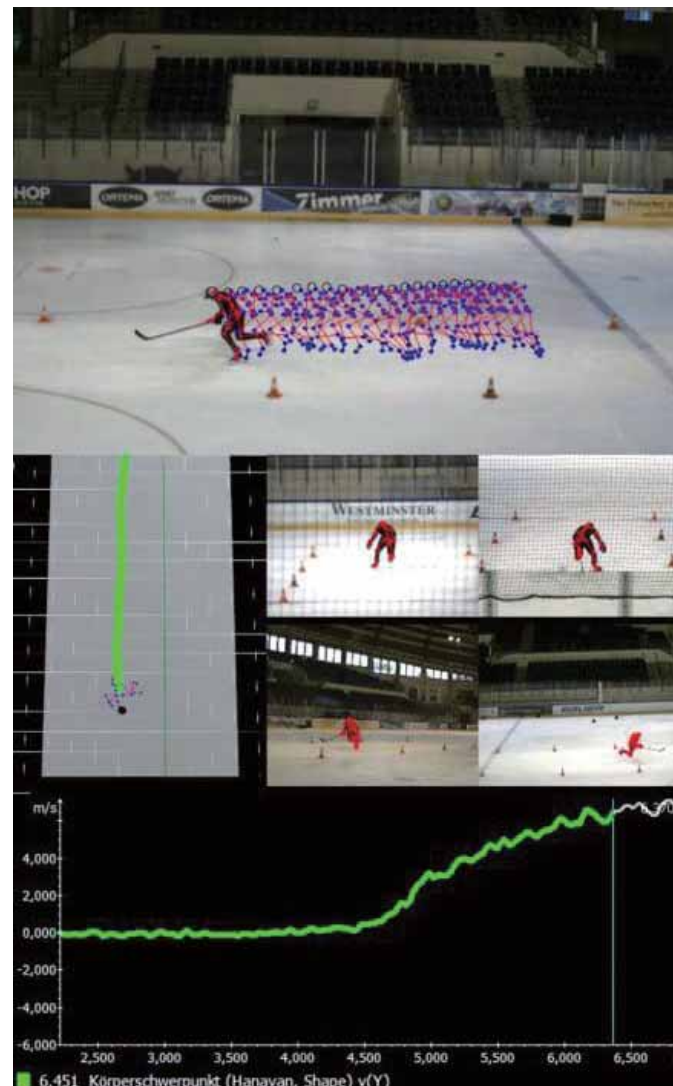 HOP
ORTEMA
ORTEMA
Zimmer
WESTMINSTER
m/s
4,000
2,000
0,000
-2,000
-4,000
-6,000
2,500 3,000 3,500 4,000 4,500 5,000 5,500 6,000 6,500
6.451 Körperschwerpunkt (Hanavan, Shape) v(Y)